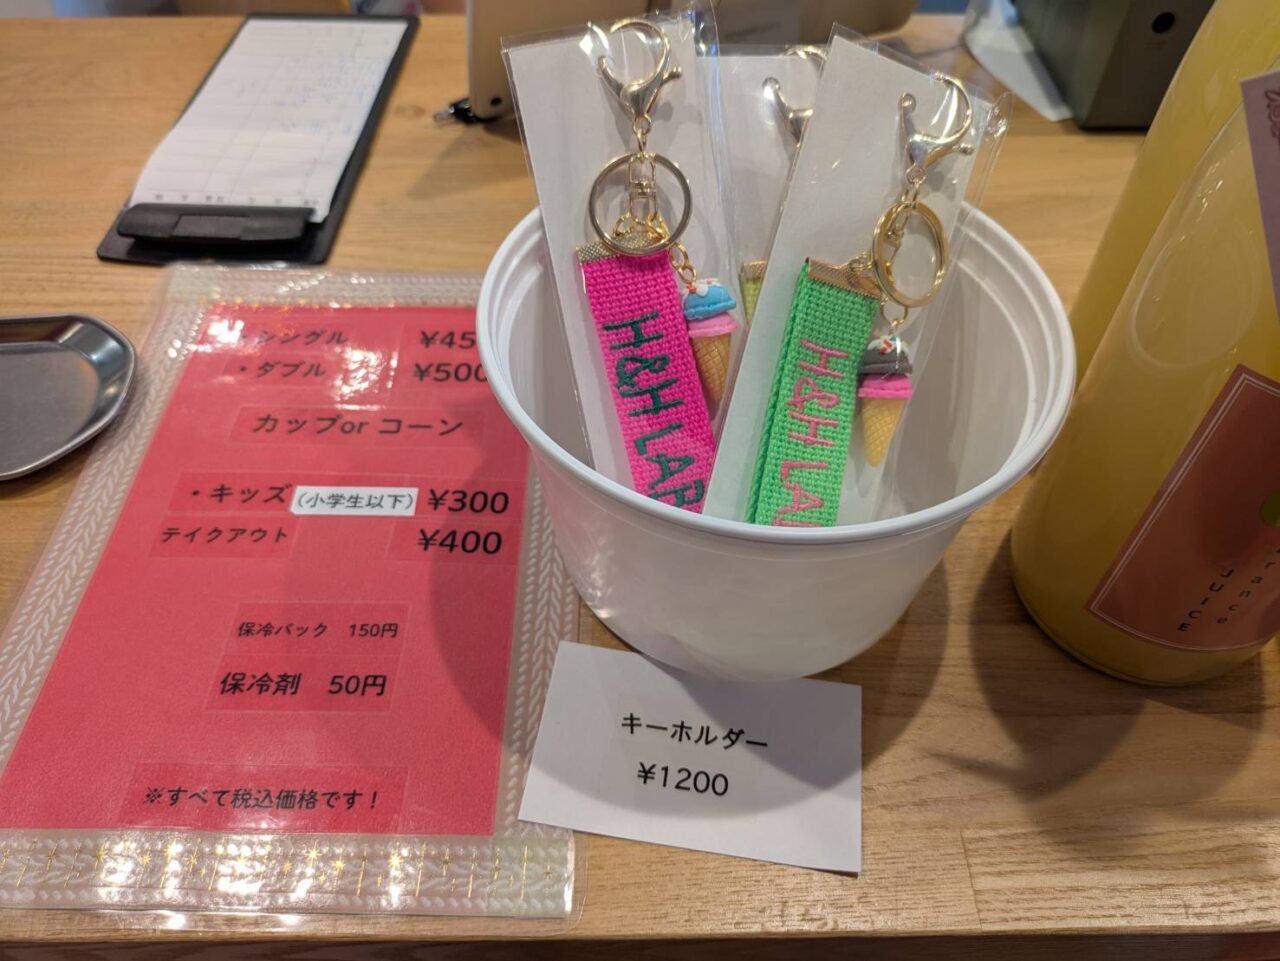 ・シングル ¥45
・ダブル ¥500
カップor コーン
・キッズ (小学生以下) ¥300
テイクアウト ¥400
保冷パック 150円
保冷剤 50円
※すべて税込価格です！
H&H LAB
H&H LA
キーホルダー
¥1200
JUICE